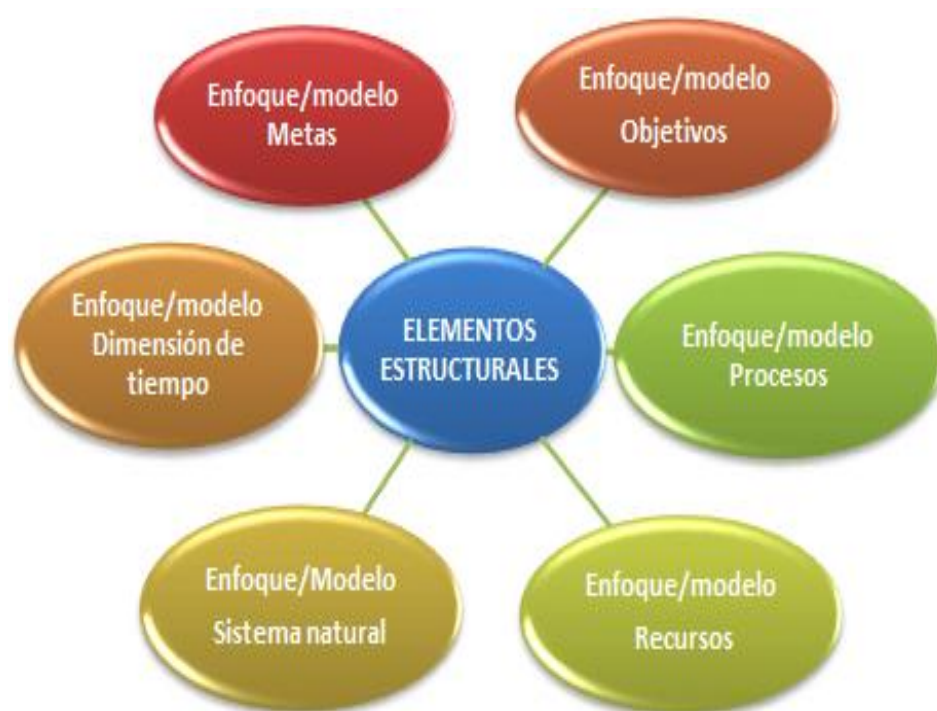 Enfoque/modelo
Metas
Enfoque/modelo
Objetivos
Enfoque/modelo
Dimensión de
tiempo
ELEMENTOS
ESTRUCTURALES
Enfoque/modelo
Procesos
Enfoque/Modelo
Sistema natural
Enfoque/modelo
Recursos